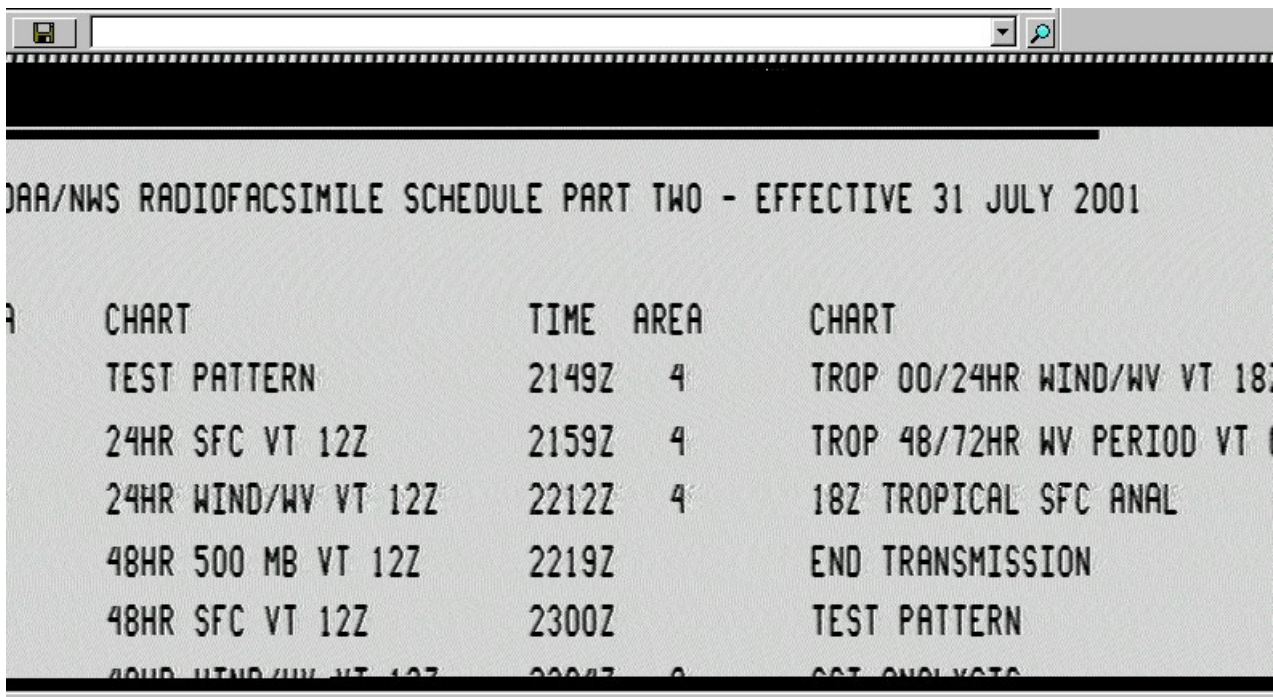 OAA/NWS RADIOFACSIMILE SCHEDULE PART TWO - EFFECTIVE 31 JULY 2001
A CHART TIME AREA CHART
TEST PATTERN 2149Z 4 TROP 00/24HR WIND/WV VT 18Z
24HR SFC VT 12Z 2159Z 4 TROP 48/72HR WV PERIOD VT
24HR WIND/WV VT 12Z 2212Z 4 18Z TROPICAL SFC ANAL
48HR 500 MB VT 12Z 2219Z END TRANSMISSION
48HR SFC VT 12Z 2300Z TEST PATTERN